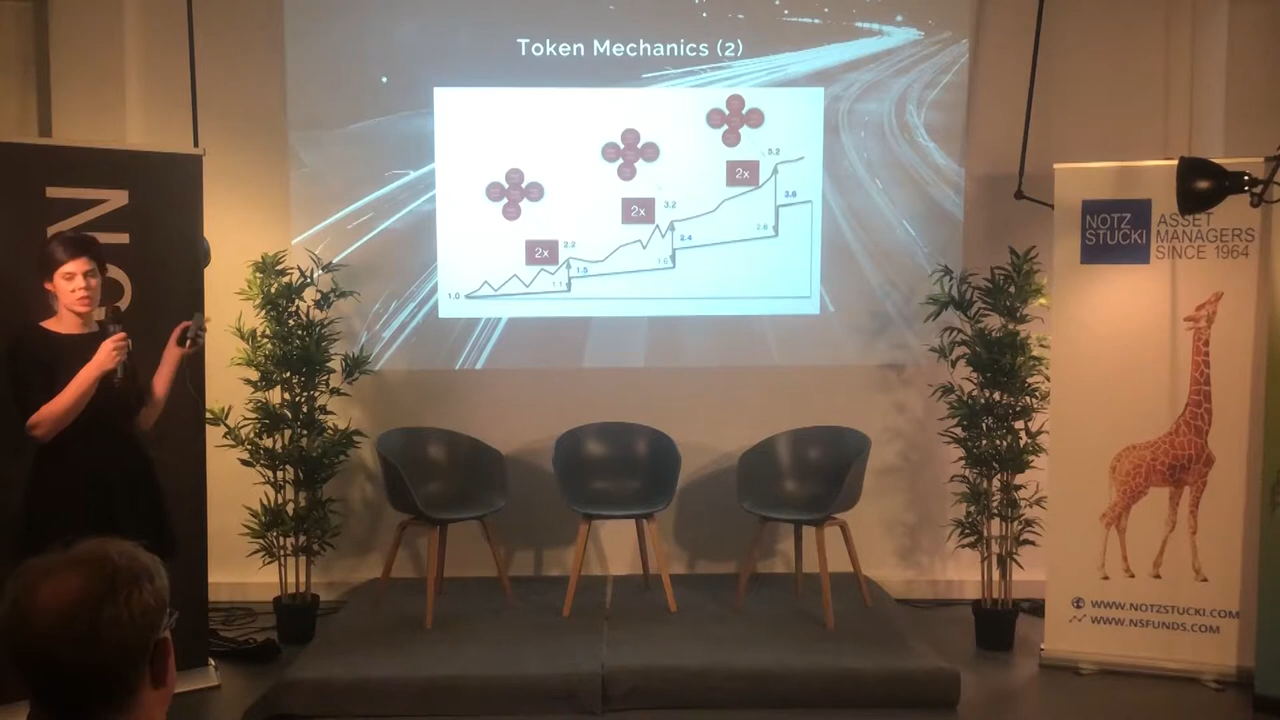 Token Mechanics (2)
5.2
2x
3.8
2x
3.2
2.8
2.4
2x
2.2
1.6
1.5
1.1
1.0
NOTZ
STUCKI
ASSET
MANAGERS
SINCE 1964
WWW.NOTZSTUCKI.COM
WWW.NSFUNDS.COM